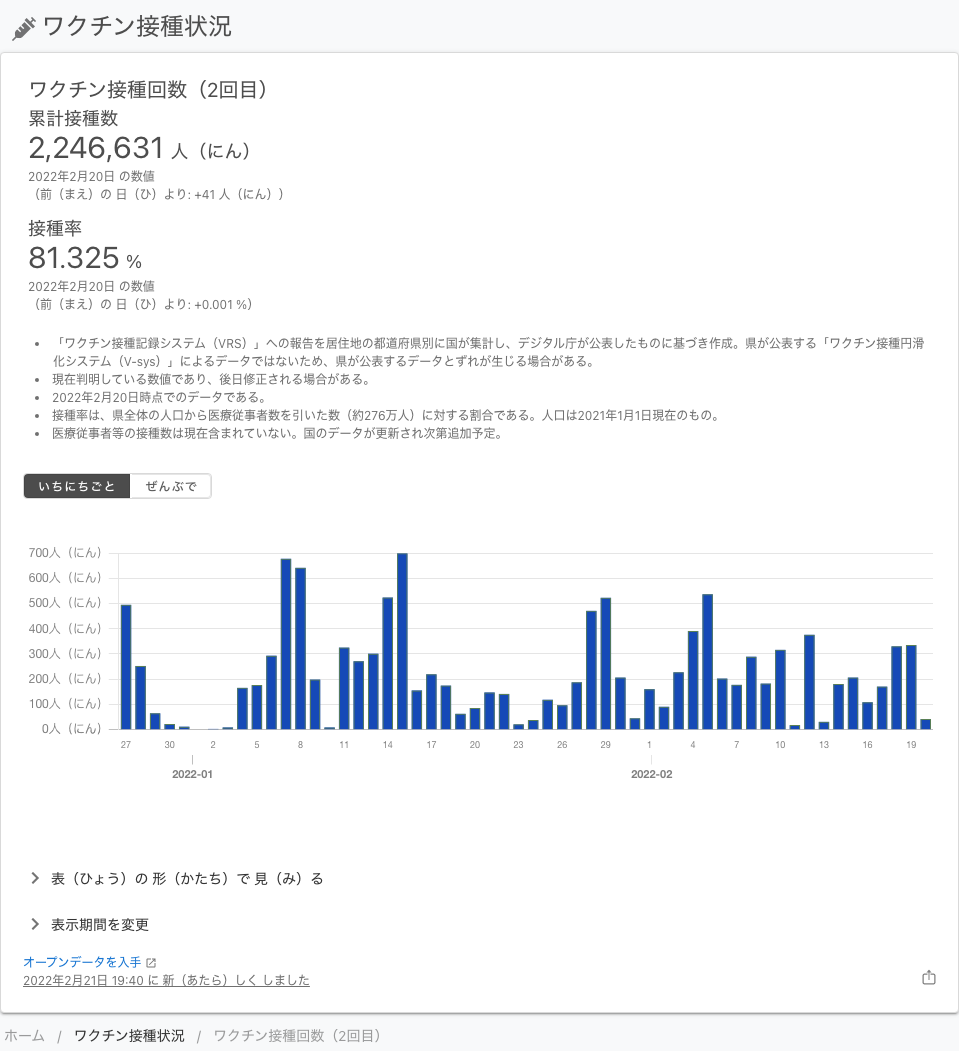 ワクチン接種状況
ワクチン接種回数（2回目）
累計接種数
2,246,631 人（にん）
2022年2月20日 の数値
（前（まえ）の 日（ひ）より: +41 人（にん））
接種率
81.325 %
2022年2月20日 の数値
（前（まえ）の 日（ひ）より: +0.001 %）
• 「ワクチン接種記録システム（VRS）」への報告を居住地の都道府県別に国が集計し、デジタル庁が公表したものに基づき作成。県が公表する「ワクチン接種円滑
化システム（V-sys）」によるデータではないため、県が公表するデータとずれが生じる場合がある。
• 現在判明している数値であり、後日修正される場合がある。
• 2022年2月20日時点でのデータである。
• 接種率は、県全体の人口から医療従事者数を引いた数（約276万人）に対する割合である。人口は2021年1月1日現在のもの。
• 医療従事者等の接種数は現在含まれていない。国のデータが更新され次第追加予定。
いちにちごと ぜんぶで
700人（にん）
600人（にん）
500人（にん）
400人（にん）
300人（にん）
200人（にん）
100人（にん）
0人（にん）
27 30 2 5 8 11 14 17 20 23 26 29 1 4 7 10 13 16 19
2022-01 2022-02
表（ひょう）の 形（かたち）で 見（み）る
表示期間を変更
オープンデータを入手
2022年2月21日 19:40 に 新（あたら）しく しました
ホーム / ワクチン接種状況 / ワクチン接種回数（2回目）